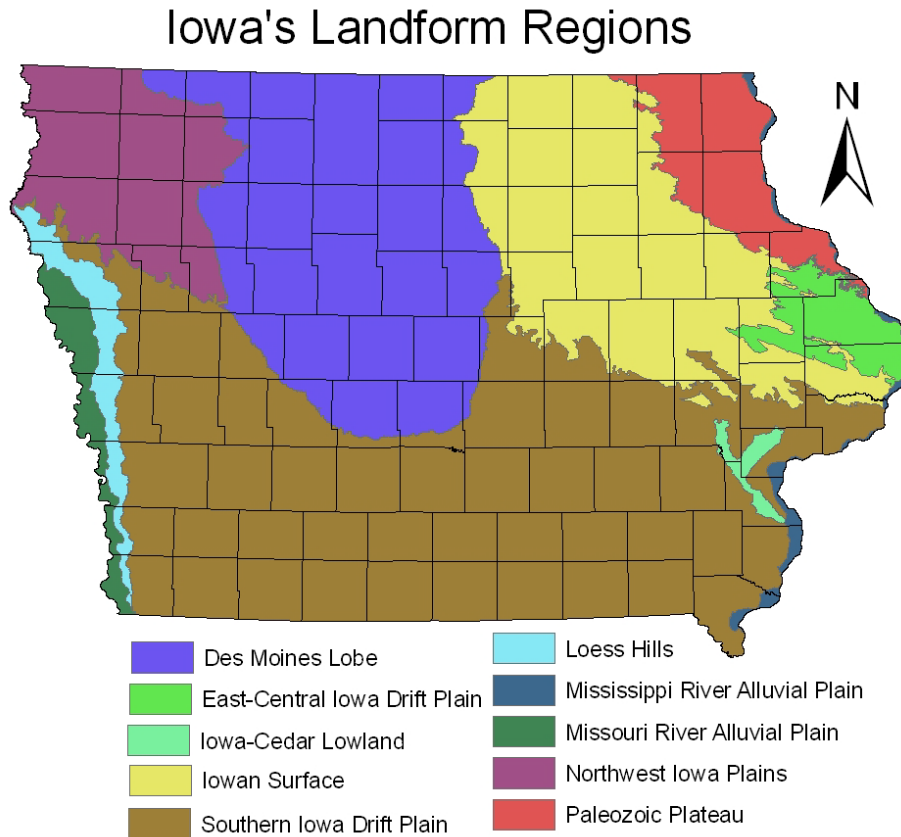 Iowa's Landform Regions
N
Des Moines Lobe
East-Central Iowa Drift Plain
Iowa-Cedar Lowland
Iowan Surface
Southern Iowa Drift Plain
Loess Hills
Mississippi River Alluvial Plain
Missouri River Alluvial Plain
Northwest Iowa Plains
Paleozoic Plateau